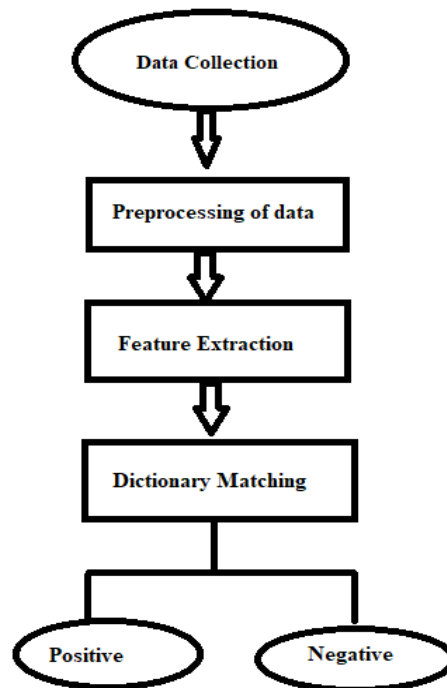 Data Collection
Preprocessing of data
Feature Extraction
Dictionary Matching
Positive
Negative